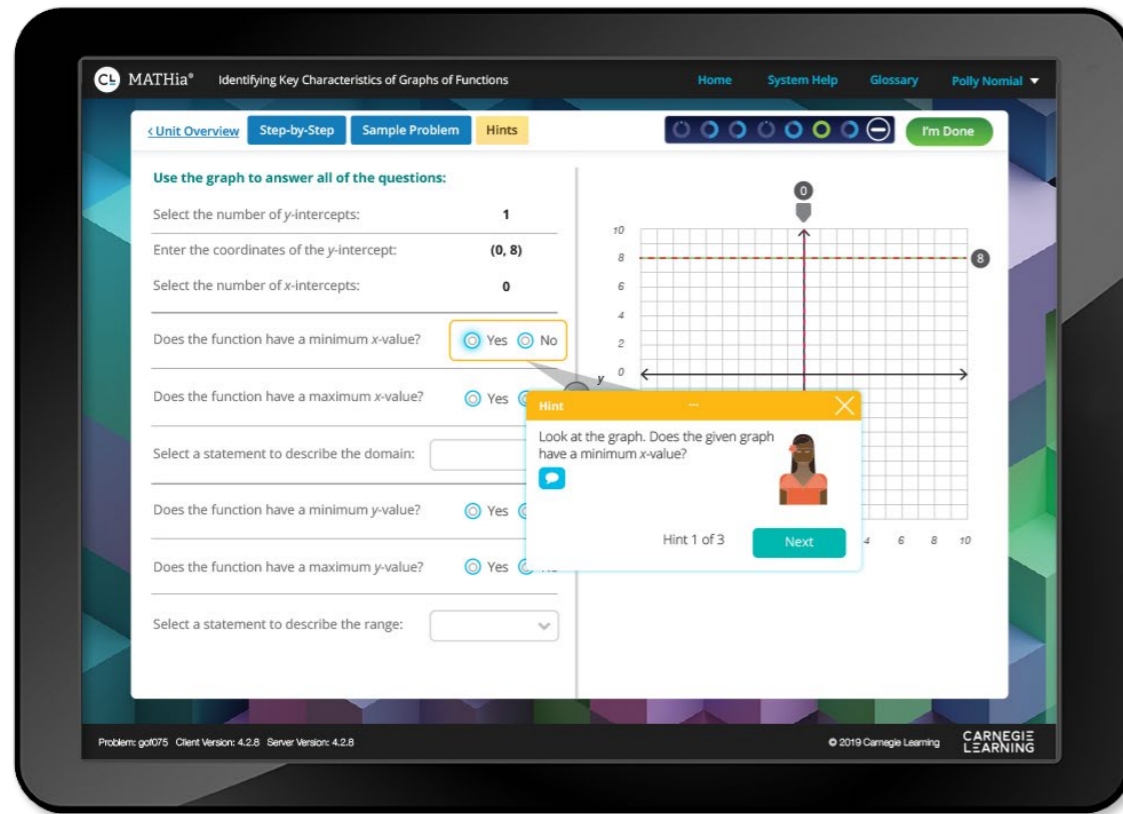 CL MATHia® Identifying Key Characteristics of Graphs of Functions Home System Help Glossary Polly Nomial
< Unit Overview Step-by-Step Sample Problem Hints I'm Done
Use the graph to answer all of the questions:
Select the number of y-intercepts: 1
Enter the coordinates of the y-intercept: (0, 8)
Select the number of x-intercepts: 0
Does the function have a minimum x-value? Yes No
Does the function have a maximum x-value? Yes
Select a statement to describe the domain:
Does the function have a minimum y-value? Yes
Does the function have a maximum y-value? Yes
Select a statement to describe the range:
0
10
8
8
6
4
2
0
y
Hint
Look at the graph. Does the given graph
have a minimum x-value?
Hint 1 of 3 Next
4 6 8 10
Problem: gof075 Client Version: 4.2.8 Server Version: 4.2.8 © 2019 Carnegie Learning
CARNEGIE
LEARNING